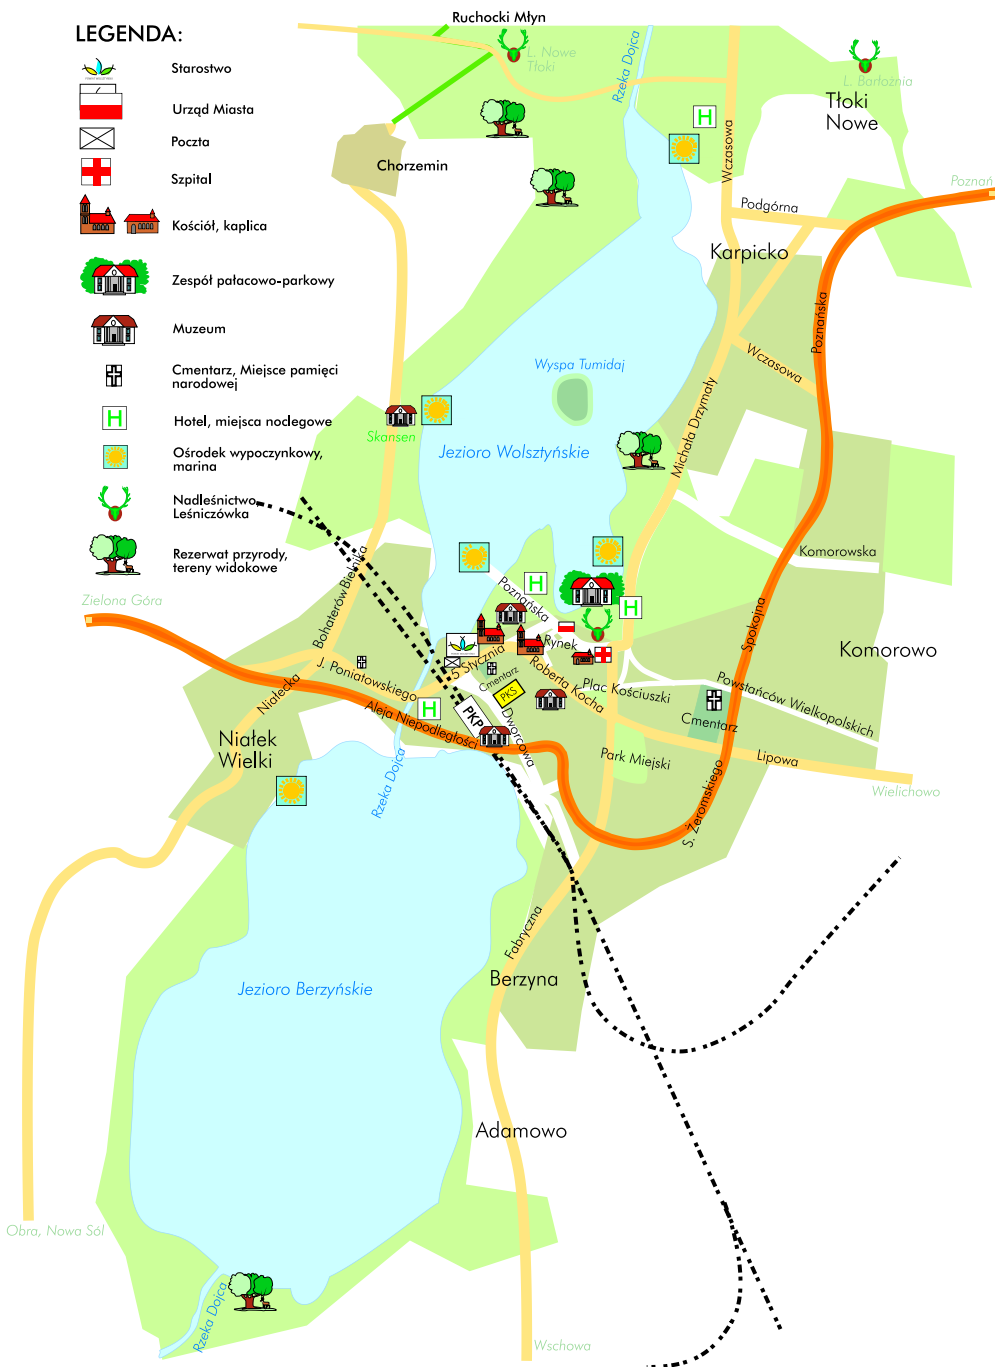 LEGENDA:
Starostwo
Urząd Miasta
Poczta
Szpital
Kościół, kaplica
Zespół pałacowo-parkowy
Muzeum
Cmentarz, Miejsce pamięci
narodowej
H
Hotel, miejsca noclegowe
Ośrodek wypoczynkowy,
marina
Nadleśnictwo
Leśniczówka
Rezerwat przyrody,
tereny widokowe
Ruchocki Młyn
L. Nowe
Tłoki
Rzeka Dojca
L. Barłożnia
Tłoki
Nowe
H
Wczasowa
Chorzemin
Poznań
Podgórna
Karpicko
Poznańska
Wczasowa
Wyspa Tumidaj
Michała Drzymały
Skansen
Jezioro Wolsztyńskie
Komorowska
Bohaterów Bielnika
Zielona Góra
H
Poznańska
H
Spokojna
Komorowo
Rynek
5 Stycznia
J. Poniatowskiego
Niałecka
Cmentarz
Roberta Kocha
Plac Kościuszki
Powstańców Wielkopolskich
PKS
H
PKP
Dworcowa
Aleja Niepodległości
Cmentarz
Niałek
Wielki
Park Miejski
Lipowa
Wielichowo
Rzeka Dojca
S. Żeromskiego
Fabryczna
Berzyna
Jezioro Berzyńskie
Adamowo
Obra, Nowa Sól
Rzeka Dojca
Wschowa